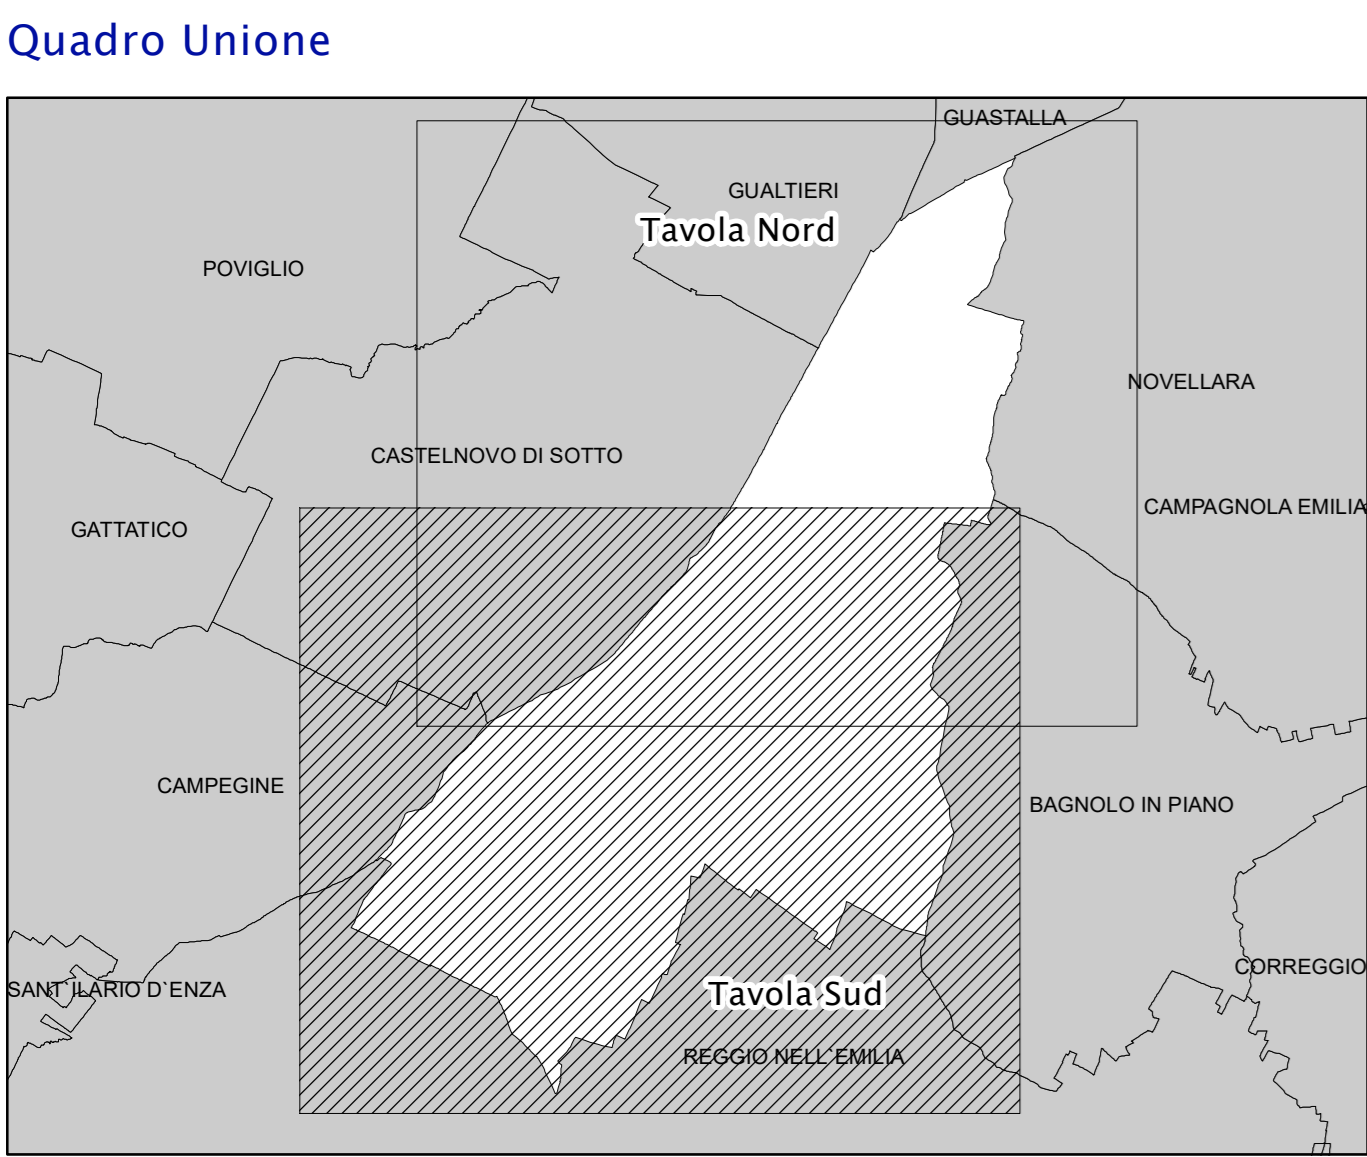 Quadro Unione
GUASTALLA
GUALTIERI
Tavola Nord
POVIGLIO
NOVELLARA
CASTELNOVO DI SOTTO
CAMPAGNOLA EMILIA
GATTATICO
CAMPEGINE
BAGNOLO IN PIANO
CORREGGIO
SANT`ILARIO D`ENZA
Tavola Sud
REGGIO NELL`EMILIA